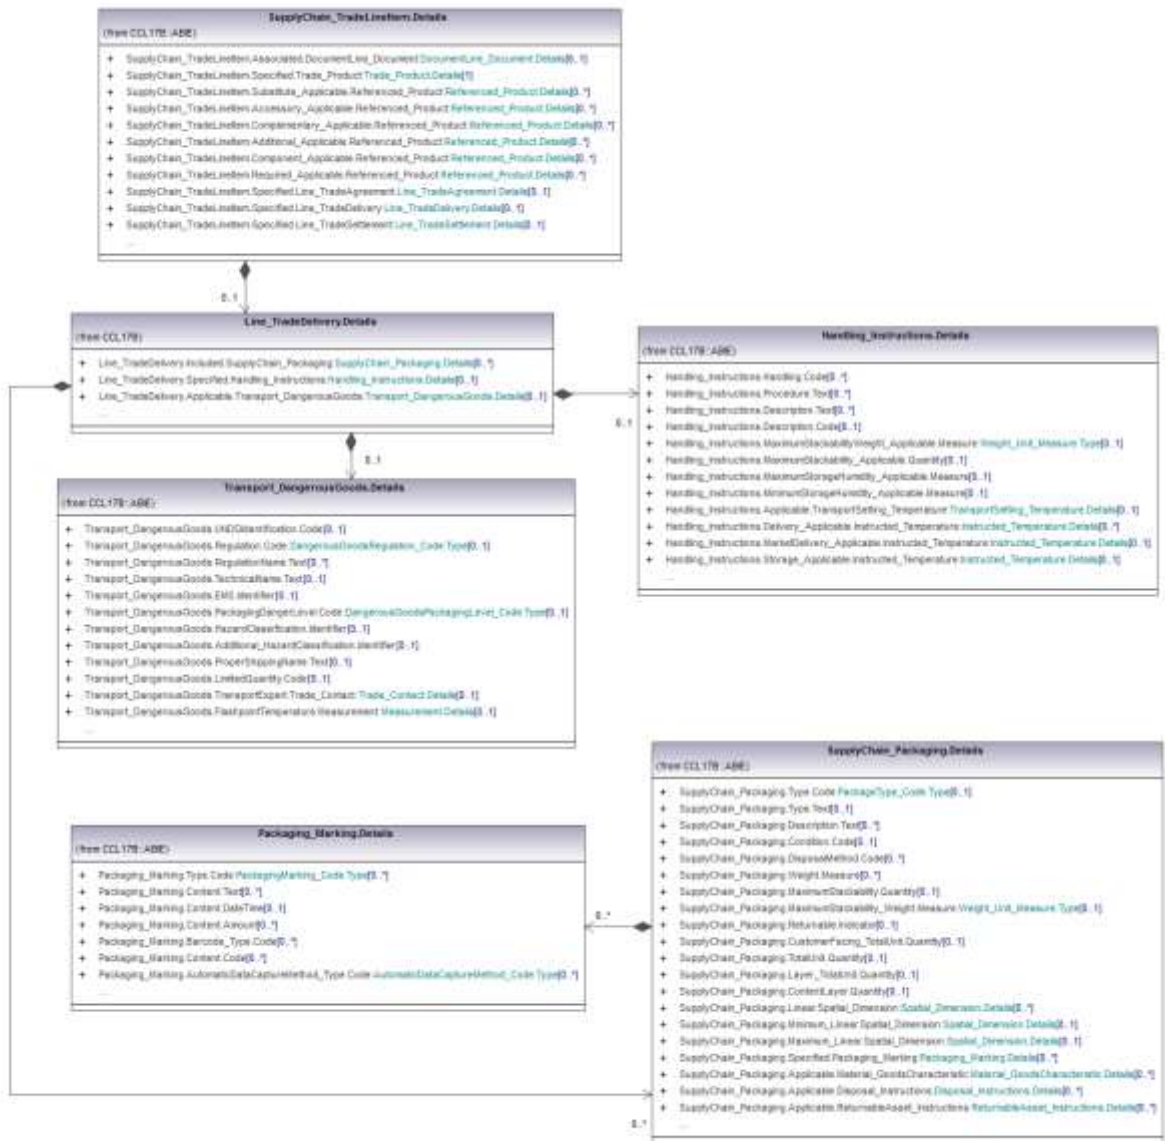 SupplyChain_TradeLineItem.Details
(from CCL17B::ABIE)
+ SupplyChain_TradeLineItem.Associated.DocumentLine_Document:DocumentLine_Document.Details[0..1]
+ SupplyChain_TradeLineItem.Specified.Trade_Product:Trade_Product.Details[1]
+ SupplyChain_TradeLineItem.Substitute_Applicable.Referenced_Product:Referenced_Product.Details[0..*]
+ SupplyChain_TradeLineItem.Accessory_Applicable.Referenced_Product:Referenced_Product.Details[0..*]
+ SupplyChain_TradeLineItem.Complementary_Applicable.Referenced_Product:Referenced_Product.Details[0..*]
+ SupplyChain_TradeLineItem.Additional_Applicable.Referenced_Product:Referenced_Product.Details[0..*]
+ SupplyChain_TradeLineItem.Component_Applicable.Referenced_Product:Referenced_Product.Details[0..*]
+ SupplyChain_TradeLineItem.Required_Applicable.Referenced_Product:Referenced_Product.Details[0..*]
+ SupplyChain_TradeLineItem.Specified.Line_TradeAgreement:Line_TradeAgreement.Details[0..1]
+ SupplyChain_TradeLineItem.Specified.Line_TradeDelivery:Line_TradeDelivery.Details[0..1]
+ SupplyChain_TradeLineItem.Specified.Line_TradeSettlement:Line_TradeSettlement.Details[0..1]
...
0..1
Line_TradeDelivery.Details
(from CCL17B)
+ Line_TradeDelivery.Included.SupplyChain_Packaging:SupplyChain_Packaging.Details[0..*]
+ Line_TradeDelivery.Specified.Handling_Instructions:Handling_Instructions.Details[0..1]
+ Line_TradeDelivery.Applicable.Transport_DangerousGoods:Transport_DangerousGoods.Details[0..1]
...
0..1
0..1
Handling_Instructions.Details
(from CCL17B::ABIE)
+ Handling_Instructions.Handling.Code[0..*]
+ Handling_Instructions.Procedure.Text[0..*]
+ Handling_Instructions.Description.Text[0..*]
+ Handling_Instructions.Description.Code[0..1]
+ Handling_Instructions.MaximumStackabilityWeight_Applicable.Measure:Weight_Unit_Measure.Type[0..1]
+ Handling_Instructions.MaximumStackability_Applicable.Quantity[0..1]
+ Handling_Instructions.MaximumStorageHumidity_Applicable.Measure[0..1]
+ Handling_Instructions.MinimumStorageHumidity_Applicable.Measure[0..1]
+ Handling_Instructions.Applicable.TransportSetting_Temperature:TransportSetting_Temperature.Details[0..1]
+ Handling_Instructions.Delivery_Applicable.Instructed_Temperature:Instructed_Temperature.Details[0..*]
+ Handling_Instructions.MarketDelivery_Applicable.Instructed_Temperature:Instructed_Temperature.Details[0..1]
+ Handling_Instructions.Storage_Applicable.Instructed_Temperature:Instructed_Temperature.Details[0..1]
...
Transport_DangerousGoods.Details
(from CCL17B::ABIE)
+ Transport_DangerousGoods.UNDGIdentification.Code[0..1]
+ Transport_DangerousGoods.Regulation.Code:DangerousGoodsRegulation_Code.Type[0..1]
+ Transport_DangerousGoods.RegulationName.Text[0..*]
+ Transport_DangerousGoods.TechnicalName.Text[0..1]
+ Transport_DangerousGoods.EMS.Identifier[0..1]
+ Transport_DangerousGoods.PackagingDangerLevel.Code:DangerousGoodsPackagingLevel_Code.Type[0..1]
+ Transport_DangerousGoods.HazardClassification.Identifier[0..1]
+ Transport_DangerousGoods.Additional_HazardClassification.Identifier[0..1]
+ Transport_DangerousGoods.ProperShippingName.Text[0..1]
+ Transport_DangerousGoods.LimitedQuantity.Code[0..1]
+ Transport_DangerousGoods.TransportExpert.Trade_Contact:Trade_Contact.Details[0..1]
+ Transport_DangerousGoods.FlashpointTemperature.Measurement:Measurement.Details[0..1]
...
SupplyChain_Packaging.Details
(from CCL17B::ABIE)
+ SupplyChain_Packaging.Type.Code:PackageType_Code.Type[0..1]
+ SupplyChain_Packaging.Type.Text[0..1]
+ SupplyChain_Packaging.Description.Text[0..*]
+ SupplyChain_Packaging.Condition.Code[0..1]
+ SupplyChain_Packaging.DisposalMethod.Code[0..*]
+ SupplyChain_Packaging.Weight.Measure[0..*]
+ SupplyChain_Packaging.MaximumStackability.Quantity[0..1]
+ SupplyChain_Packaging.MaximumStackability_Weight.Measure:Weight_Unit_Measure.Type[0..1]
+ SupplyChain_Packaging.Returnable.Indicator[0..1]
+ SupplyChain_Packaging.CustomerFacing_TotalUnit.Quantity[0..1]
+ SupplyChain_Packaging.TotalUnit.Quantity[0..1]
+ SupplyChain_Packaging.Layer_TotalUnit.Quantity[0..1]
+ SupplyChain_Packaging.ContentLayer.Quantity[0..1]
+ SupplyChain_Packaging.Linear.Spatial_Dimension:Spatial_Dimension.Details[0..*]
+ SupplyChain_Packaging.Minimum_Linear.Spatial_Dimension:Spatial_Dimension.Details[0..1]
+ SupplyChain_Packaging.Maximum_Linear.Spatial_Dimension:Spatial_Dimension.Details[0..1]
+ SupplyChain_Packaging.Specified.Packaging_Marking:Packaging_Marking.Details[0..*]
+ SupplyChain_Packaging.Applicable.Material_GoodsCharacteristic:Material_GoodsCharacteristic.Details[0..*]
+ SupplyChain_Packaging.Applicable.Disposal_Instructions:Disposal_Instructions.Details[0..*]
+ SupplyChain_Packaging.Applicable.ReturnableAsset_Instructions:ReturnableAsset_Instructions.Details[0..*]
...
Packaging_Marking.Details
(from CCL17B::ABIE)
+ Packaging_Marking.Type.Code:PackagingMarking_Code.Type[0..*]
+ Packaging_Marking.Content.Text[0..*]
+ Packaging_Marking.Content.DateTime[0..1]
+ Packaging_Marking.Content.Amount[0..*]
+ Packaging_Marking.Barcode_Type.Code[0..*]
+ Packaging_Marking.Content.Code[0..*]
+ Packaging_Marking.AutomaticDataCaptureMethod_Type.Code:AutomaticDataCaptureMethod_Code.Type[0..*]
...
0..*
0..*